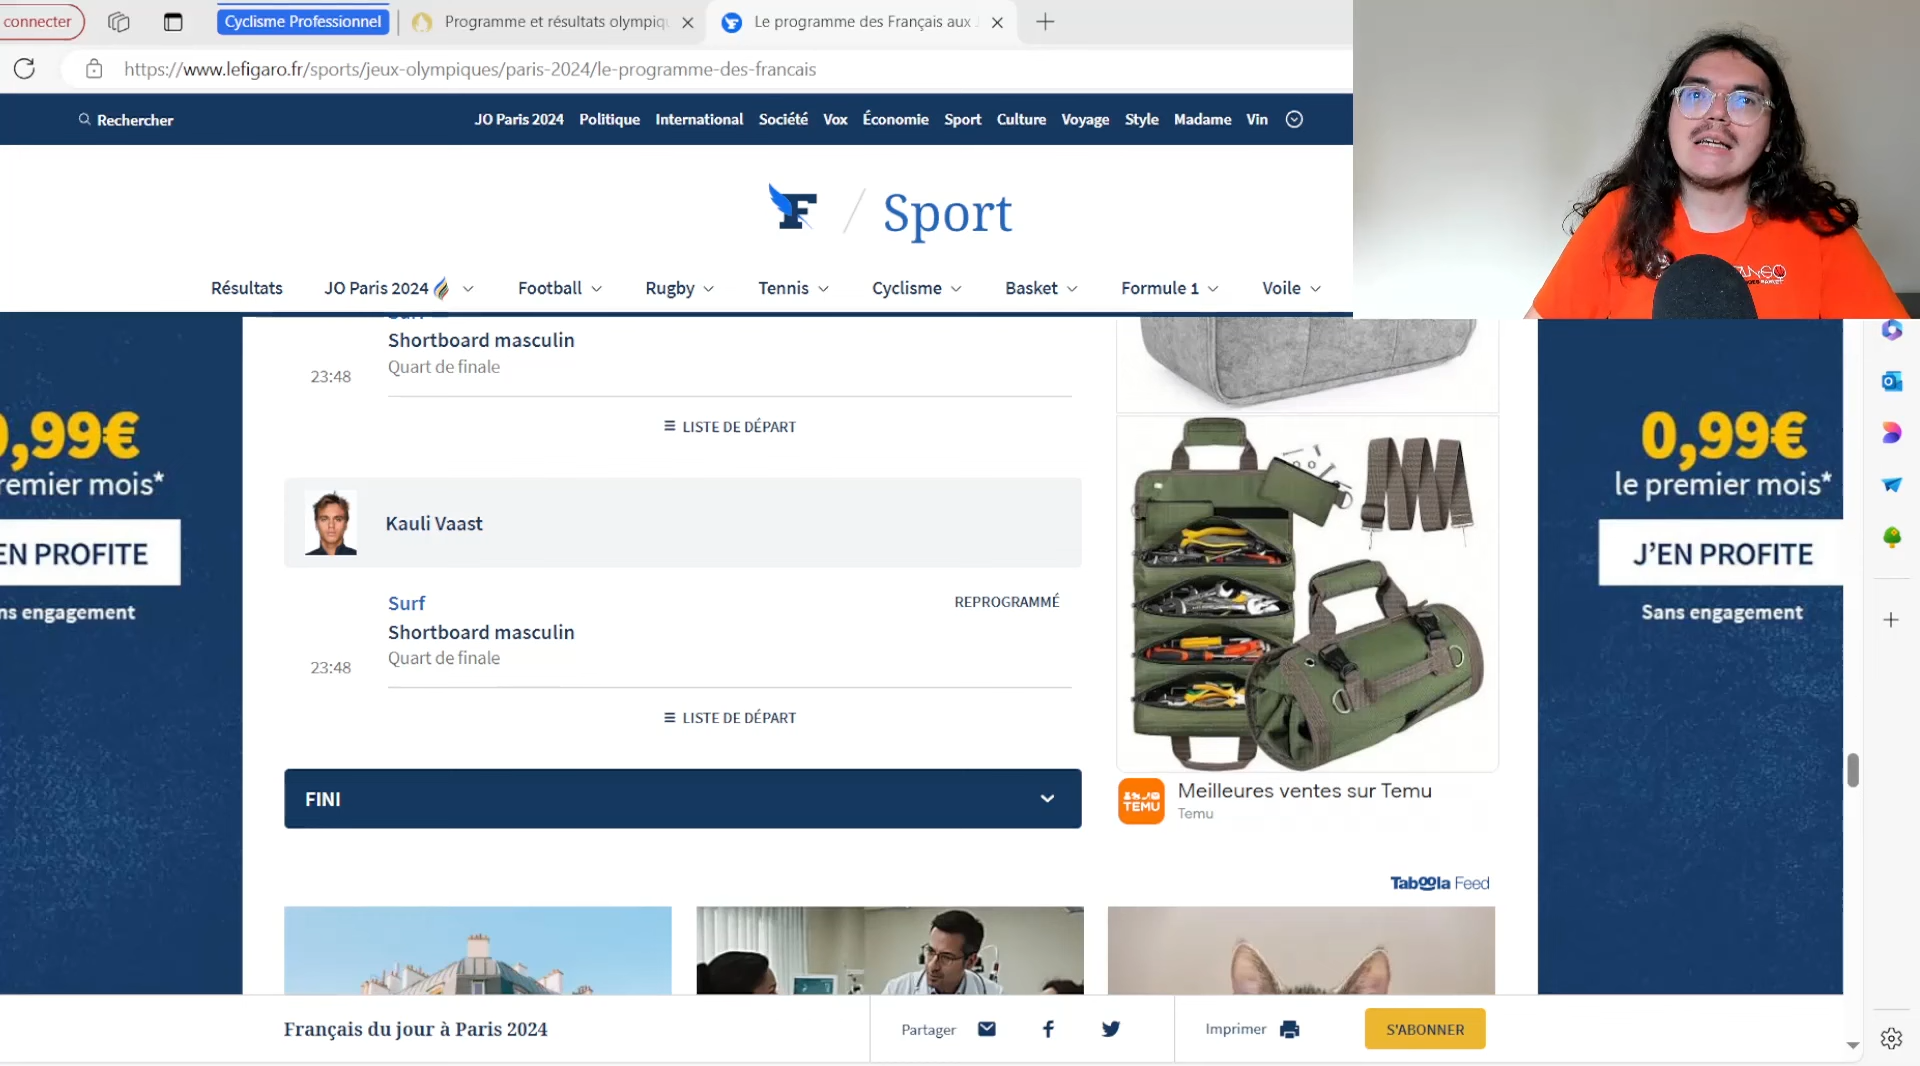 connecter
Cyclisme Professionnel
Programme et résultats olympiq
Le programme des Français aux
https://www.lefigaro.fr/sports/jeux-olympiques/paris-2024/le-programme-des-francais
Rechercher
JO Paris 2024 Politique International Société Vox Économie Sport Culture Voyage Style Madame Vin
F / Sport
Résultats JO Paris 2024 Football Rugby Tennis Cyclisme Basket Formule 1 Voile
Shortboard masculin
Quart de finale
23:48
LISTE DE DÉPART
Kauli Vaast
Surf
REPROGRAMMÉ
Shortboard masculin
Quart de finale
23:48
LISTE DE DÉPART
FINI
0,99€
remier mois*
EN PROFITE
ns engagement
TEMU
Meilleures ventes sur Temu
Temu
Taboola Feed
0,99€
le premier mois*
J'EN PROFITE
Sans engagement
Français du jour à Paris 2024
Partager
Imprimer
S'ABONNER